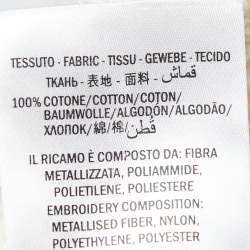 TESSUTO - FABRIC - TISSU - GEWEBE - TECIDO
ТКАНЬ - 表地 - 面料 - قماش
100% COTONE/COTTON/COTON/
BAUMWOLLE/ALGODÓN/ALGODÃO/
ХЛОПОК/綿/棉/قُطن
IL RICAMO È COMPOSTO DA: FIBRA
METALLIZZATA, POLIAMMIDE,
POLIETILENE, POLIESTERE
EMBROIDERY COMPOSITION:
METALLISED FIBER, NYLON,
POLYETHYLENE, POLYESTER